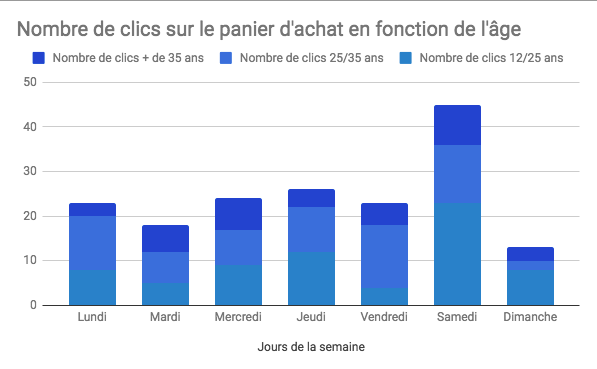 Nombre de clics sur le panier d'achat en fonction de l'âge
Nombre de clics + de 35 ans Nombre de clics 25/35 ans Nombre de clics 12/25 ans
50
40
30
20
10
0
Lundi Mardi Mercredi Jeudi Vendredi Samedi Dimanche
Jours de la semaine